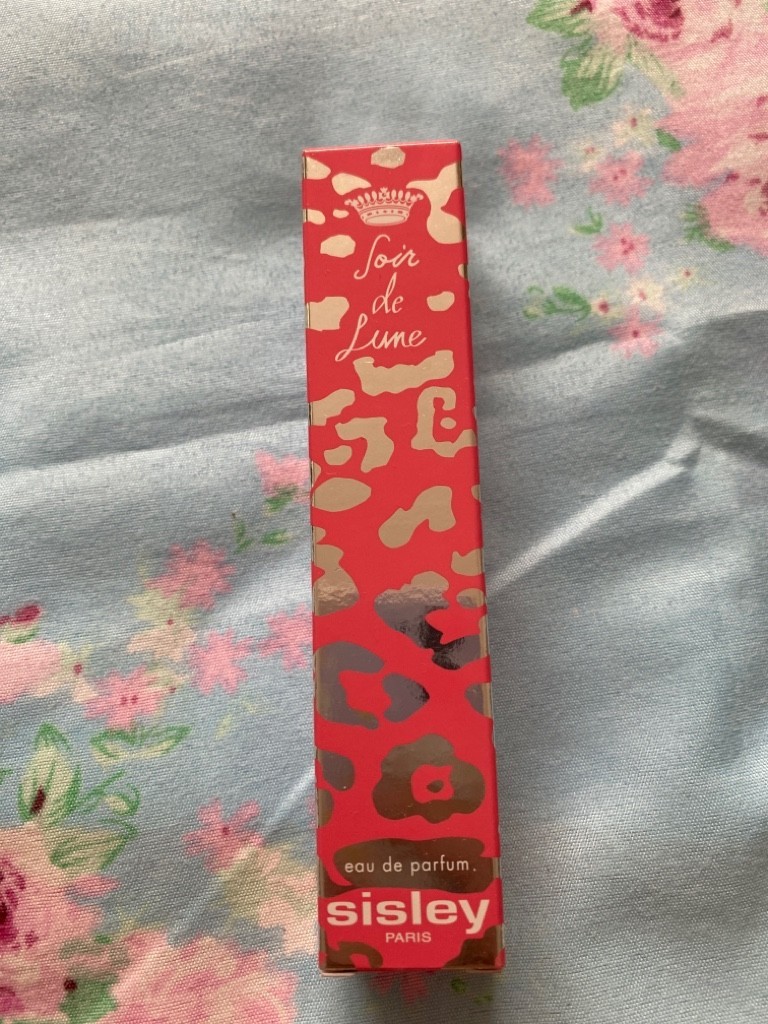 Soir
de
Lune
eau de parfum.
sisley
PARIS